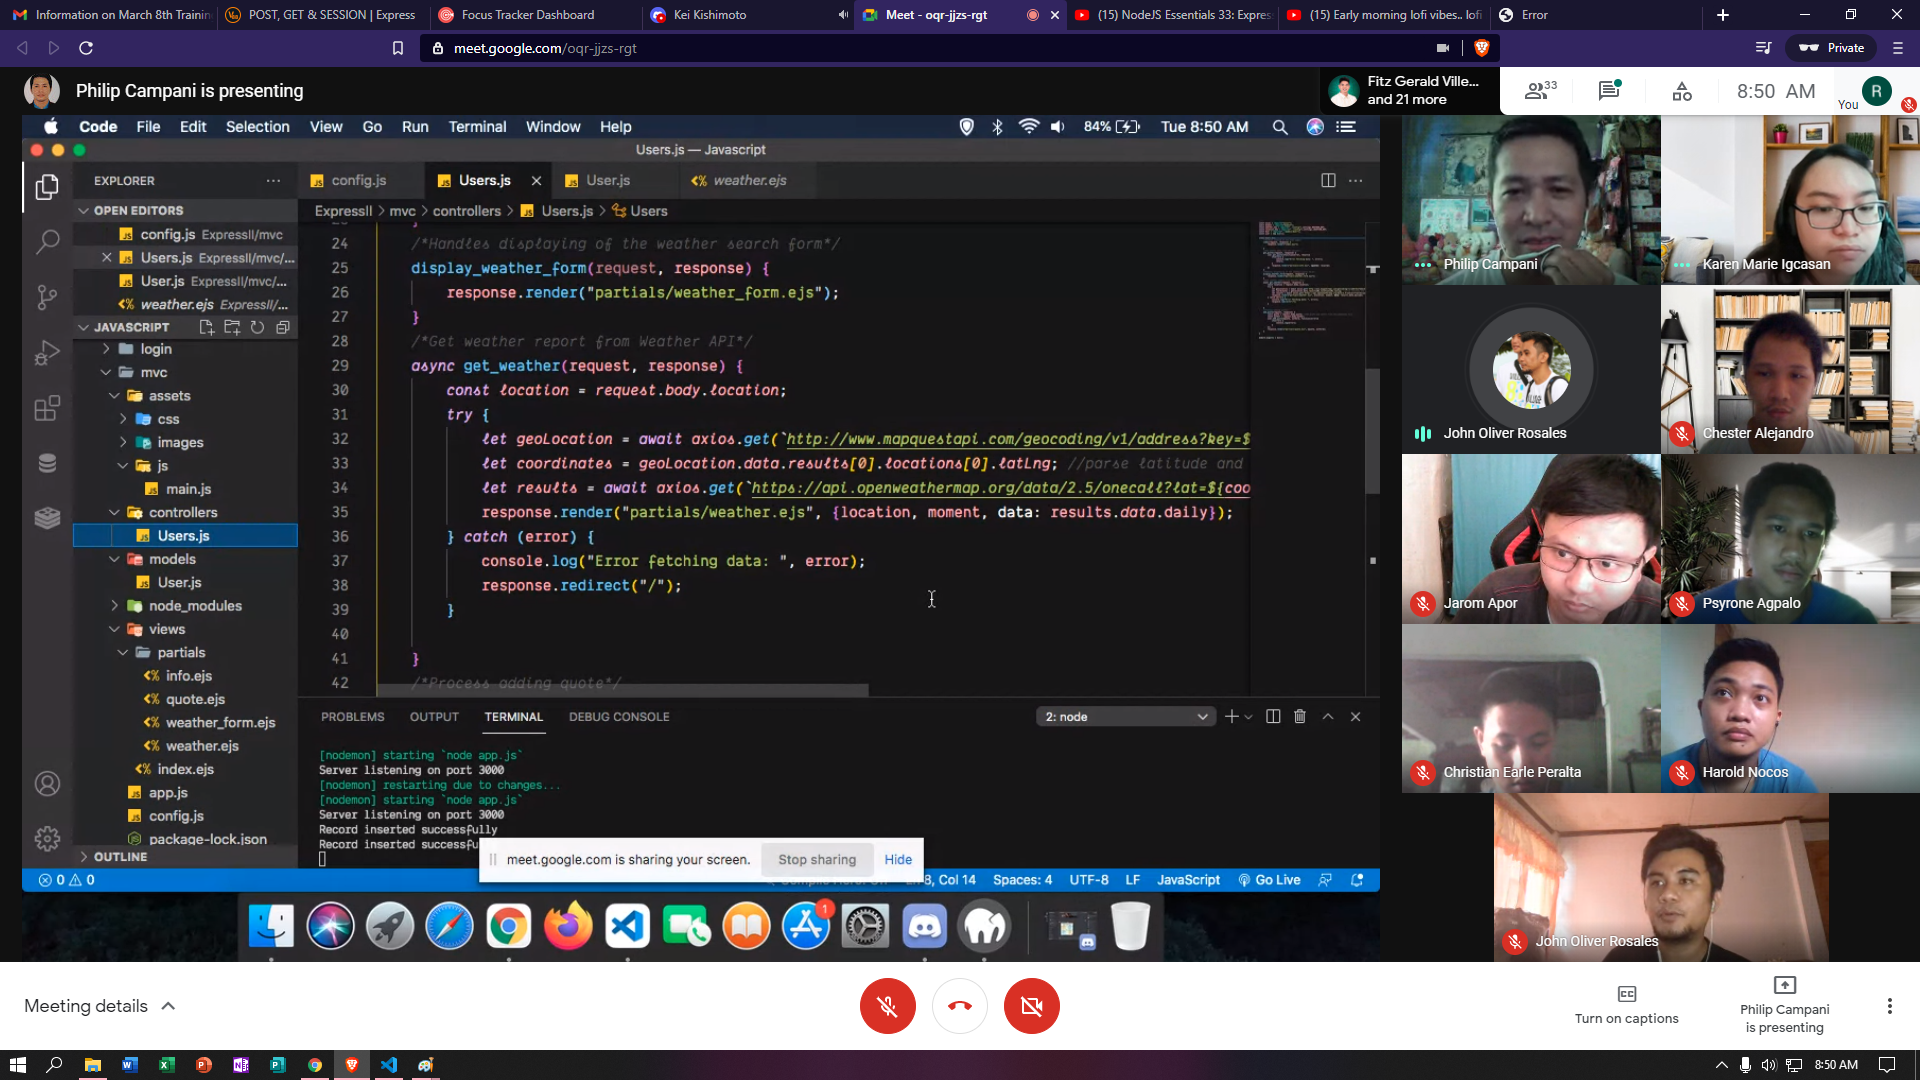 Information on March 8th Trainin
POST, GET & SESSION | Express
Focus Tracker Dashboard
Kei Kishimoto
Meet - oqr-jjzs-rgt
(15) NodeJS Essentials 33: Expres
(15) Early morning lofi vibes.. lofi
Error
meet.google.com/oqr-jjzs-rgt
Private
Philip Campani is presenting
Fitz Gerald Ville...
and 21 more
33
8:50 AM
You
R
Code File Edit Selection View Go Run Terminal Window Help
84%
Tue 8:50 AM
Users.js — Javascript
EXPLORER
config.js
Users.js
User.js
weather.ejs
OPEN EDITORS
ExpressII > mvc > controllers > Users.js > Users
config.js ExpressII/mvc
Users.js ExpressII/mvc/...
User.js ExpressII/mvc/...
weather.ejs ExpressII/...
JAVASCRIPT
login
mvc
assets
css
images
js
main.js
controllers
Users.js
models
User.js
node_modules
views
partials
info.ejs
quote.ejs
weather_form.ejs
weather.ejs
index.ejs
app.js
config.js
package-lock.json
OUTLINE
24 /*Handles displaying of the weather search form*/
25 display_weather_form(request, response) {
26 response.render("partials/weather_form.ejs");
27 }
28 /*Get weather report from Weather API*/
29 async get_weather(request, response) {
30 const location = request.body.location;
31 try {
32 let geoLocation = await axios.get(`http://www.mapquestapi.com/geocoding/v1/address?key=$
33 let coordinates = geoLocation.data.results[0].locations[0].latLng; //parse latitude and
34 let results = await axios.get(`https://api.openweathermap.org/data/2.5/onecall?lat=${coo
35 response.render("partials/weather.ejs", {location, moment, data: results.data.daily});
36 } catch (error) {
37 console.log("Error fetching data: ", error);
38 response.redirect("/");
39 }
40
41 }
42 /*Process adding quote*/
PROBLEMS OUTPUT TERMINAL DEBUG CONSOLE
2: node
[nodemon] starting `node app.js`
Server listening on port 3000
[nodemon] restarting due to changes...
[nodemon] starting `node app.js`
Server listening on port 3000
Record inserted successfully
Record inserted successfu
meet.google.com is sharing your screen.
Stop sharing
Hide
0 0
8, Col 14
Spaces: 4
UTF-8
LF
JavaScript
Go Live
1
Philip Campani
Karen Marie Igcasan
John Oliver Rosales
Chester Alejandro
Jarom Apor
Psyrone Agpalo
Christian Earle Peralta
Harold Nocos
John Oliver Rosales
Meeting details
Turn on captions
Philip Campani
is presenting
8:50 AM